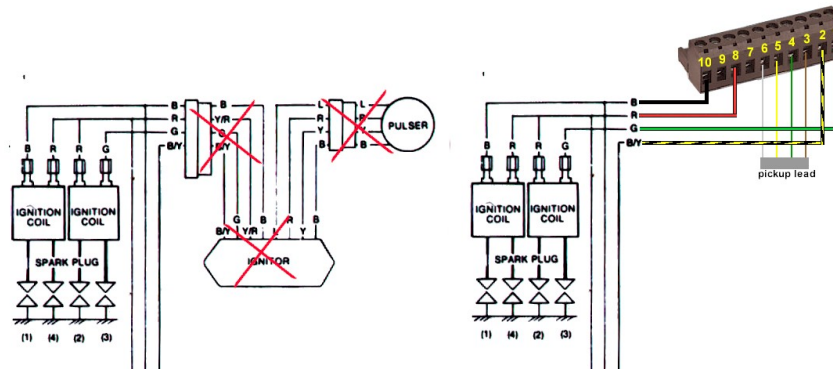 B B L L
R Y/R R R
G G Y Y
B/Y B/Y B B
PULSER
B R R G
IGNITION COIL
IGNITION COIL
B/Y G Y/R B L R Y B
SPARK PLUG
IGNITOR
(1) (4) (2) (3)
10 9 8 7 6 5 4 3 2
B
R
G
B/Y
B R R G
pickup lead
IGNITION COIL
IGNITION COIL
SPARK PLUG
(1) (4) (2) (3)